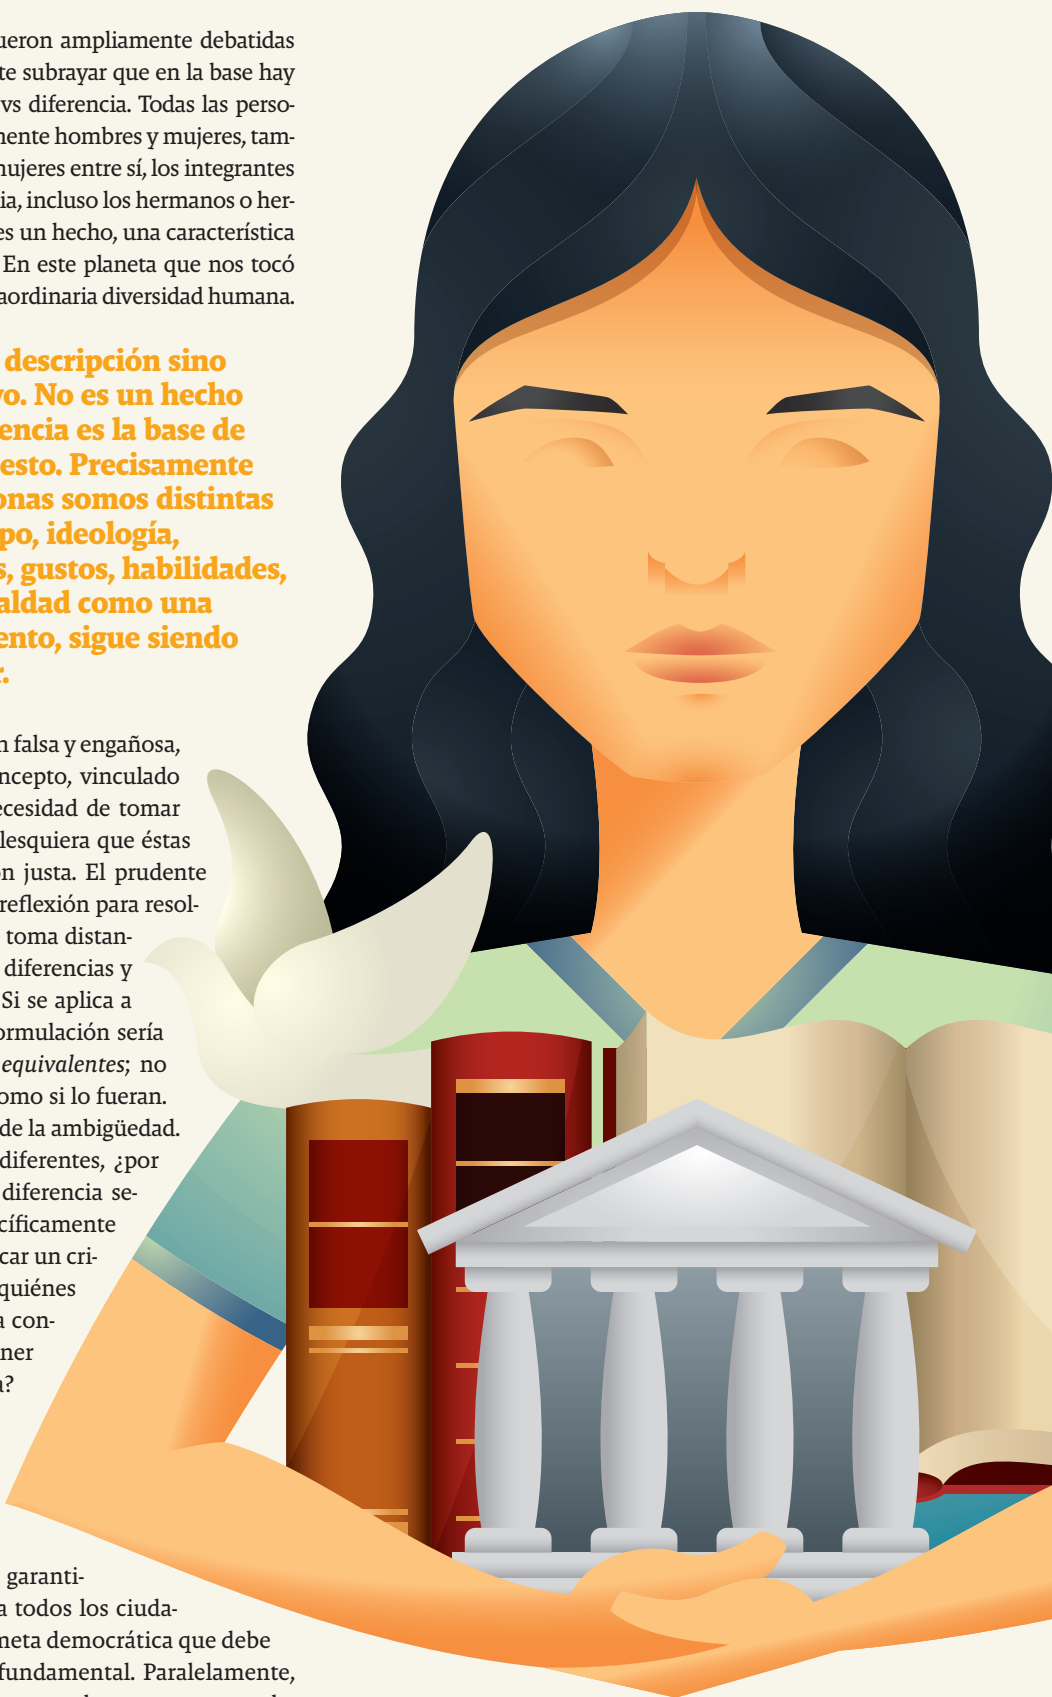 ueron ampliamente debatidas
te subrayar que en la base hay
vs diferencia. Todas las perso-
mente hombres y mujeres, tam-
nujeres entre sí, los integrantes
ia, incluso los hermanos o her-
es un hecho, una característica
En este planeta que nos tocó
aordinaria diversidad humana.
descripción sino
vo. No es un hecho
encia es la base de
esto. Precisamente
onas somos distintas
po, ideología,
s, gustos, habilidades,
aldad como una
ento, sigue siendo
r.
n falsa y engañosa,
oncepto, vinculado
ecesidad de tomar
lesquiera que éstas
ón justa. El prudente
reflexión para resol-
toma distan-
diferencias y
Si se aplica a
ormulación sería
equivalentes; no
omo si lo fueran.
de la ambigüedad.
diferentes, ¿por
diferencia se-
cíficamente
car un cri-
quiénes
a con-
ner
a?
garanti-
a todos los ciuda-
meta democrática que debe
fundamental. Paralelamente,